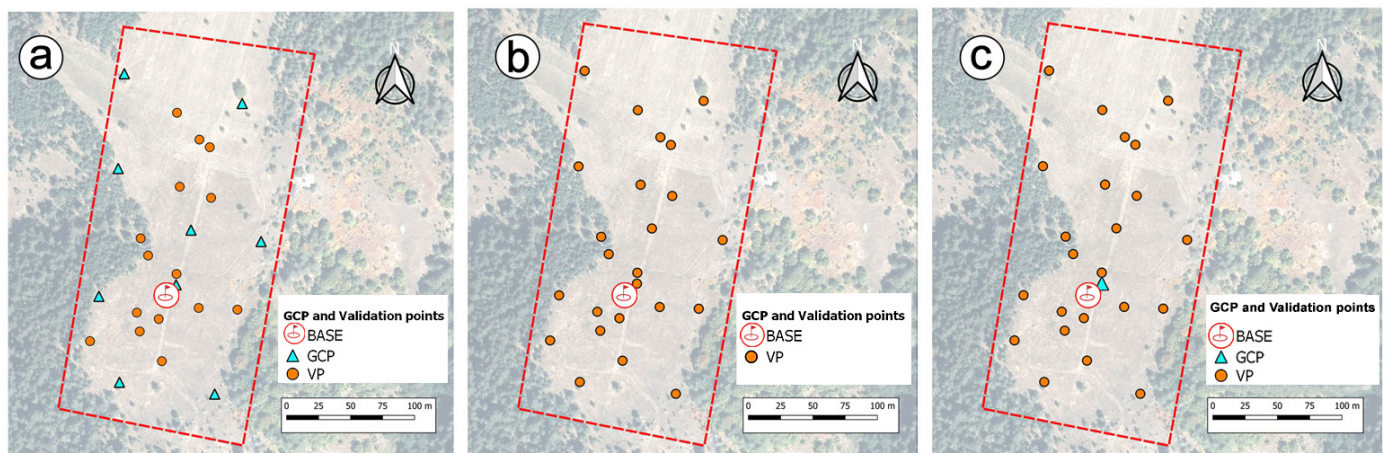 a
N
GCP and Validation points
BASE
GCP
VP
0 25 50 75 100 m
b
N
GCP and Validation points
BASE
VP
0 25 50 75 100 m
c
N
GCP and Validation points
BASE
GCP
VP
0 25 50 75 100 m